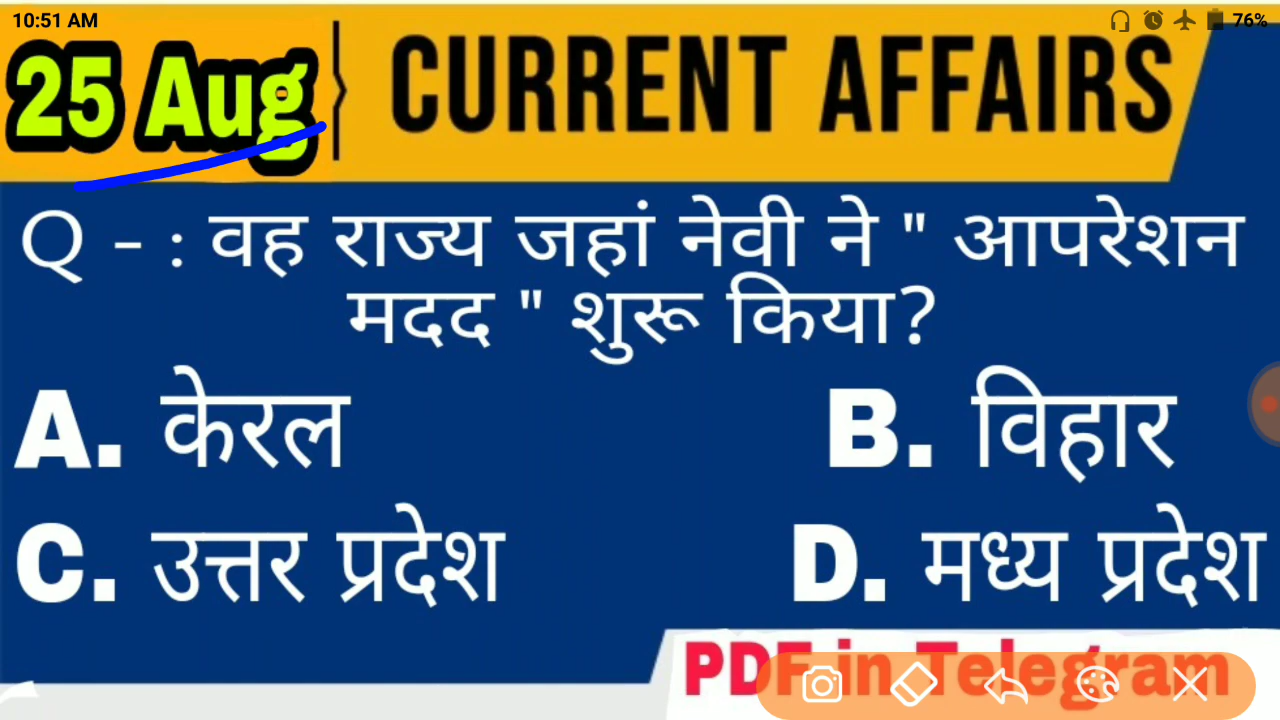 10:51 AM
76%
25 Aug
CURRENT AFFAIRS
Q - : वह राज्य जहां नेवी ने " आपरेशन
मदद " शुरू किया?
A. केरल
B. विहार
C. उत्तर प्रदेश
D. मध्य प्रदेश
PDF in Telegram